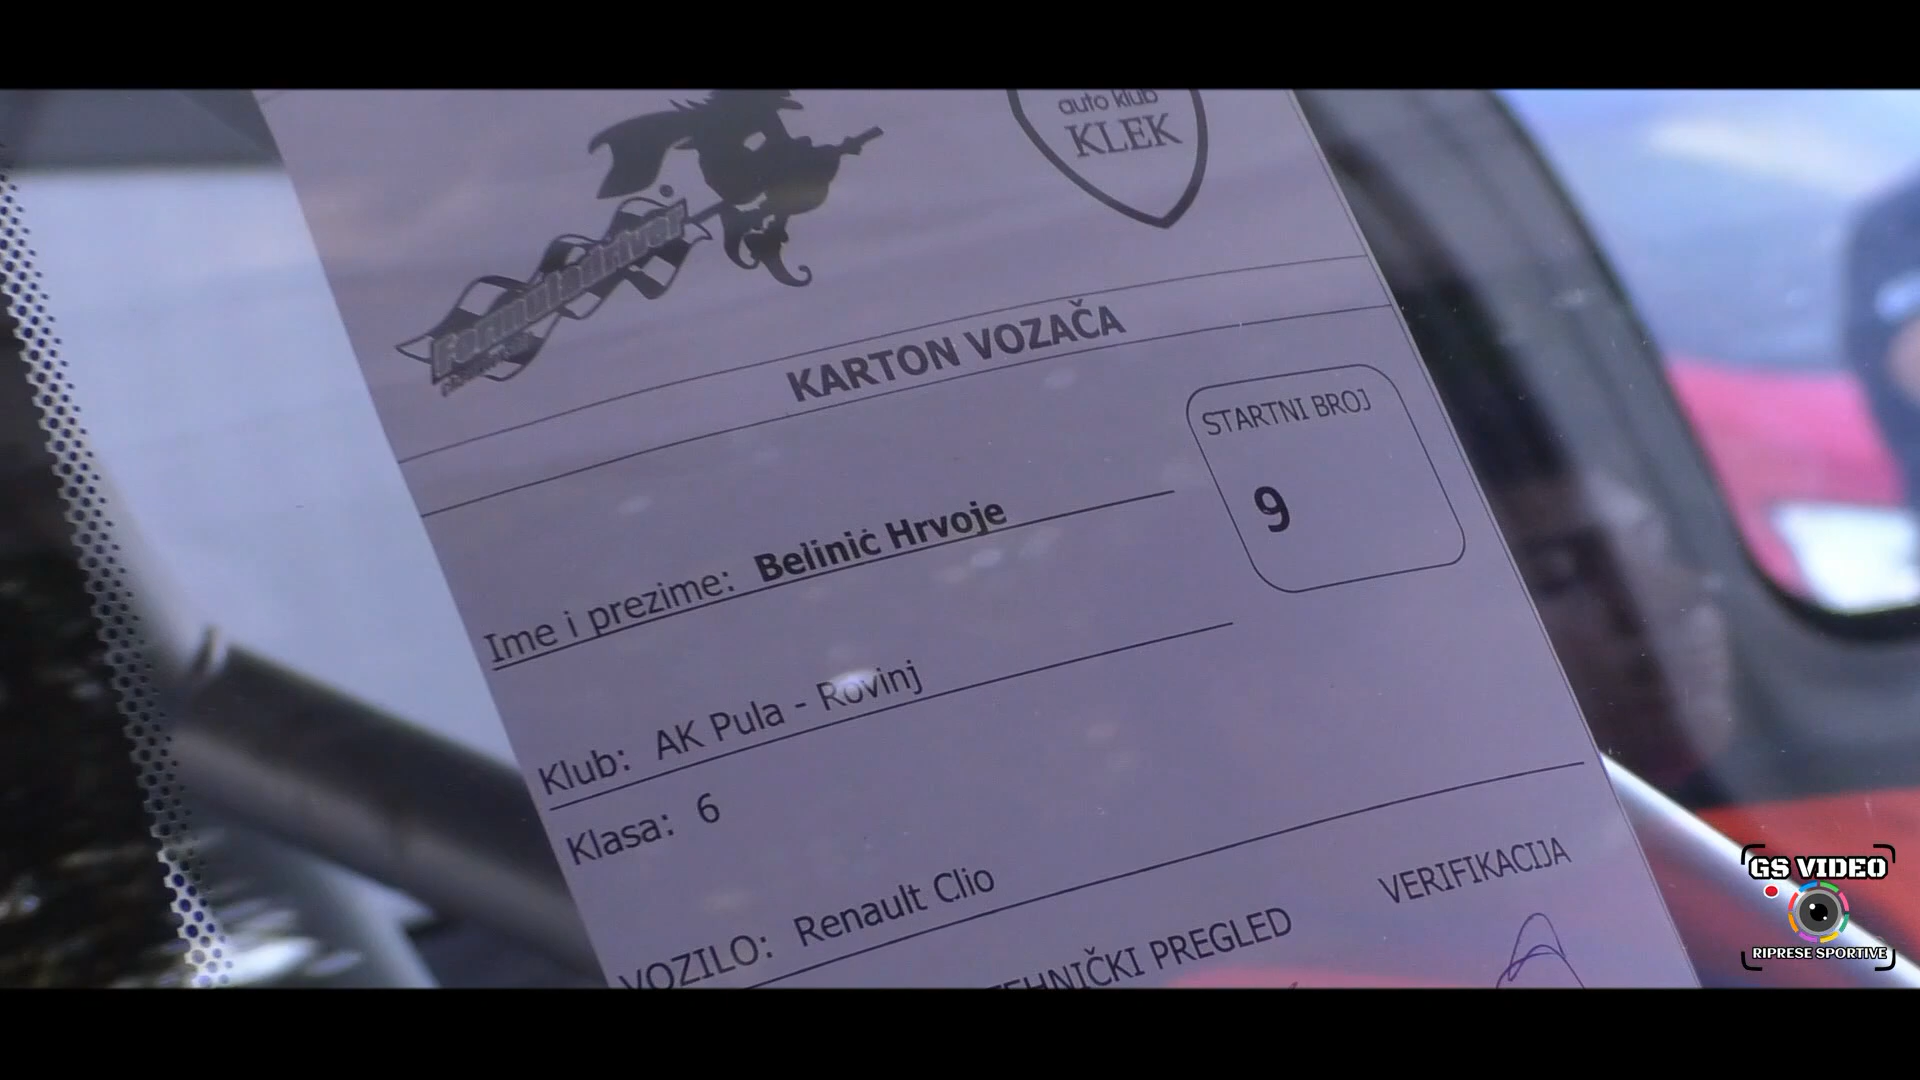 auto klub
KLEK
Formuladriver
KARTON VOZAČA
STARTNI BROJ
9
Ime i prezime: Belinić Hrvoje
Klub: AK Pula - Rovinj
Klasa: 6
VOZILO: Renault Clio
TEHNIČKI PREGLED
VERIFIKACIJA
GS VIDEO
RIPRESE SPORTIVE